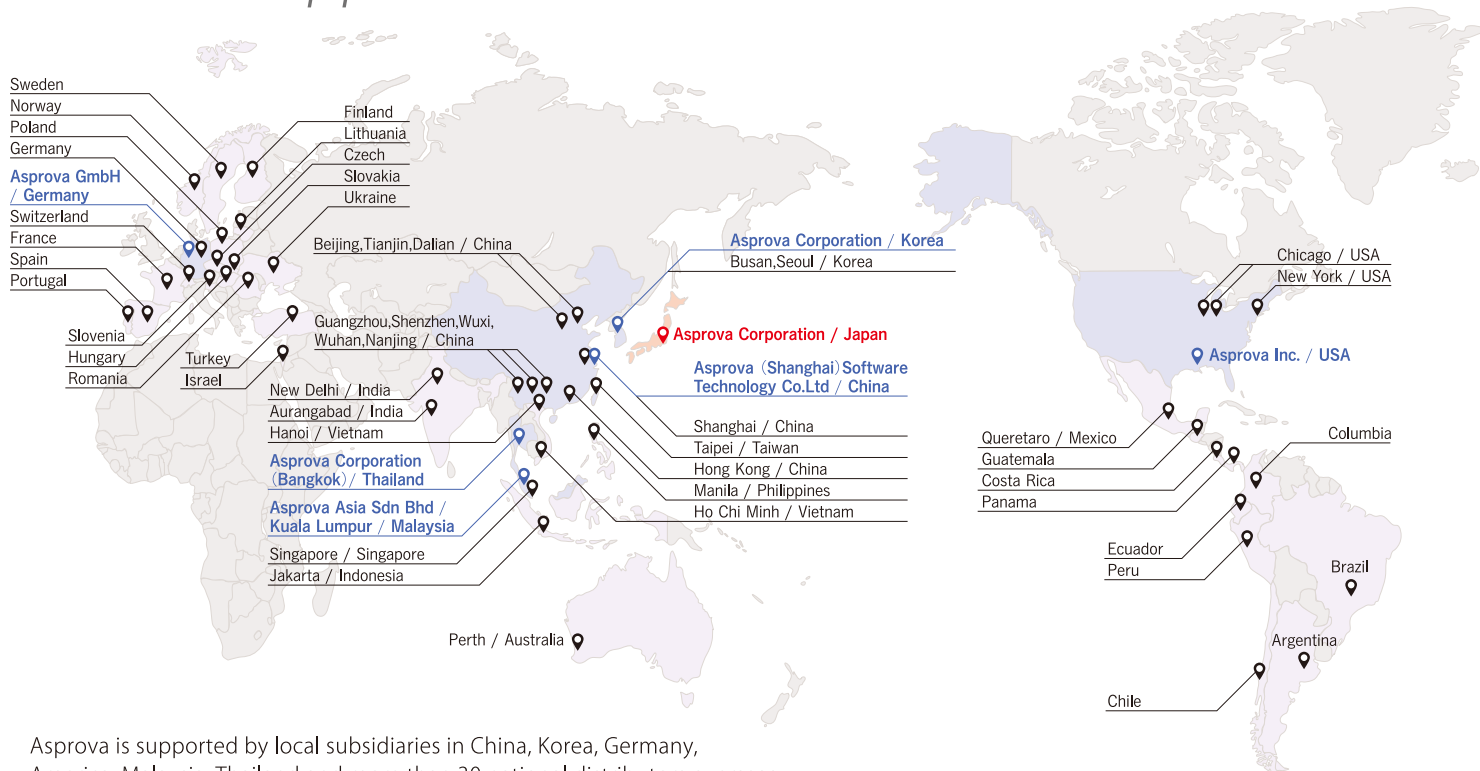 Sweden
Norway
Poland
Germany
Asprova GmbH
/ Germany
Switzerland
France
Spain
Portugal
Slovenia
Hungary
Romania
Finland
Lithuania
Czech
Slovakia
Ukraine
Turkey
Israel
Beijing,Tianjin,Dalian / China
Guangzhou,Shenzhen,Wuxi,
Wuhan,Nanjing / China
New Delhi / India
Aurangabad / India
Hanoi / Vietnam
Asprova Corporation
(Bangkok) / Thailand
Asprova Asia Sdn Bhd /
Kuala Lumpur / Malaysia
Singapore / Singapore
Jakarta / Indonesia
Perth / Australia
Asprova Corporation / Korea
Busan,Seoul / Korea
Asprova Corporation / Japan
Asprova (Shanghai) Software
Technology Co.Ltd / China
Shanghai / China
Taipei / Taiwan
Hong Kong / China
Manila / Philippines
Ho Chi Minh / Vietnam
Chicago / USA
New York / USA
Asprova Inc. / USA
Queretaro / Mexico
Guatemala
Costa Rica
Panama
Columbia
Ecuador
Peru
Brazil
Argentina
Chile
Asprova is supported by local subsidiaries in China, Korea, Germany,